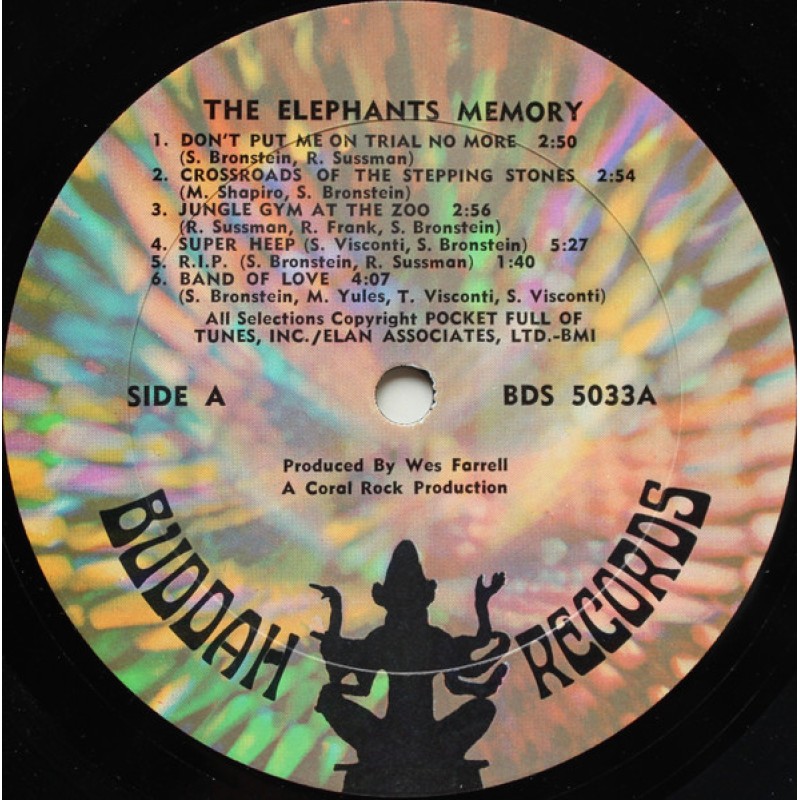 THE ELEPHANTS MEMORY
1. DON'T PUT ME ON TRIAL NO MORE 2:50
(S. Bronstein, R. Sussman)
2. CROSSROADS OF THE STEPPING STONES 2:54
(M. Shapiro, S. Bronstein)
3. JUNGLE GYM AT THE ZOO 2:56
(R. Sussman, R. Frank, S. Bronstein)
4. SUPER HEEP (S. Visconti, S. Bronstein) 5:27
5. R.I.P. (S. Bronstein, R. Sussman) 1:40
6. BAND OF LOVE 4:07
(S. Bronstein, M. Yules, T. Visconti, S. Visconti)
All Selections Copyright POCKET FULL OF
TUNES, INC./ELAN ASSOCIATES, LTD.-BMI
SIDE A BDS 5033A
Produced By Wes Farrell
A Coral Rock Production
BUDDAH RECORDS